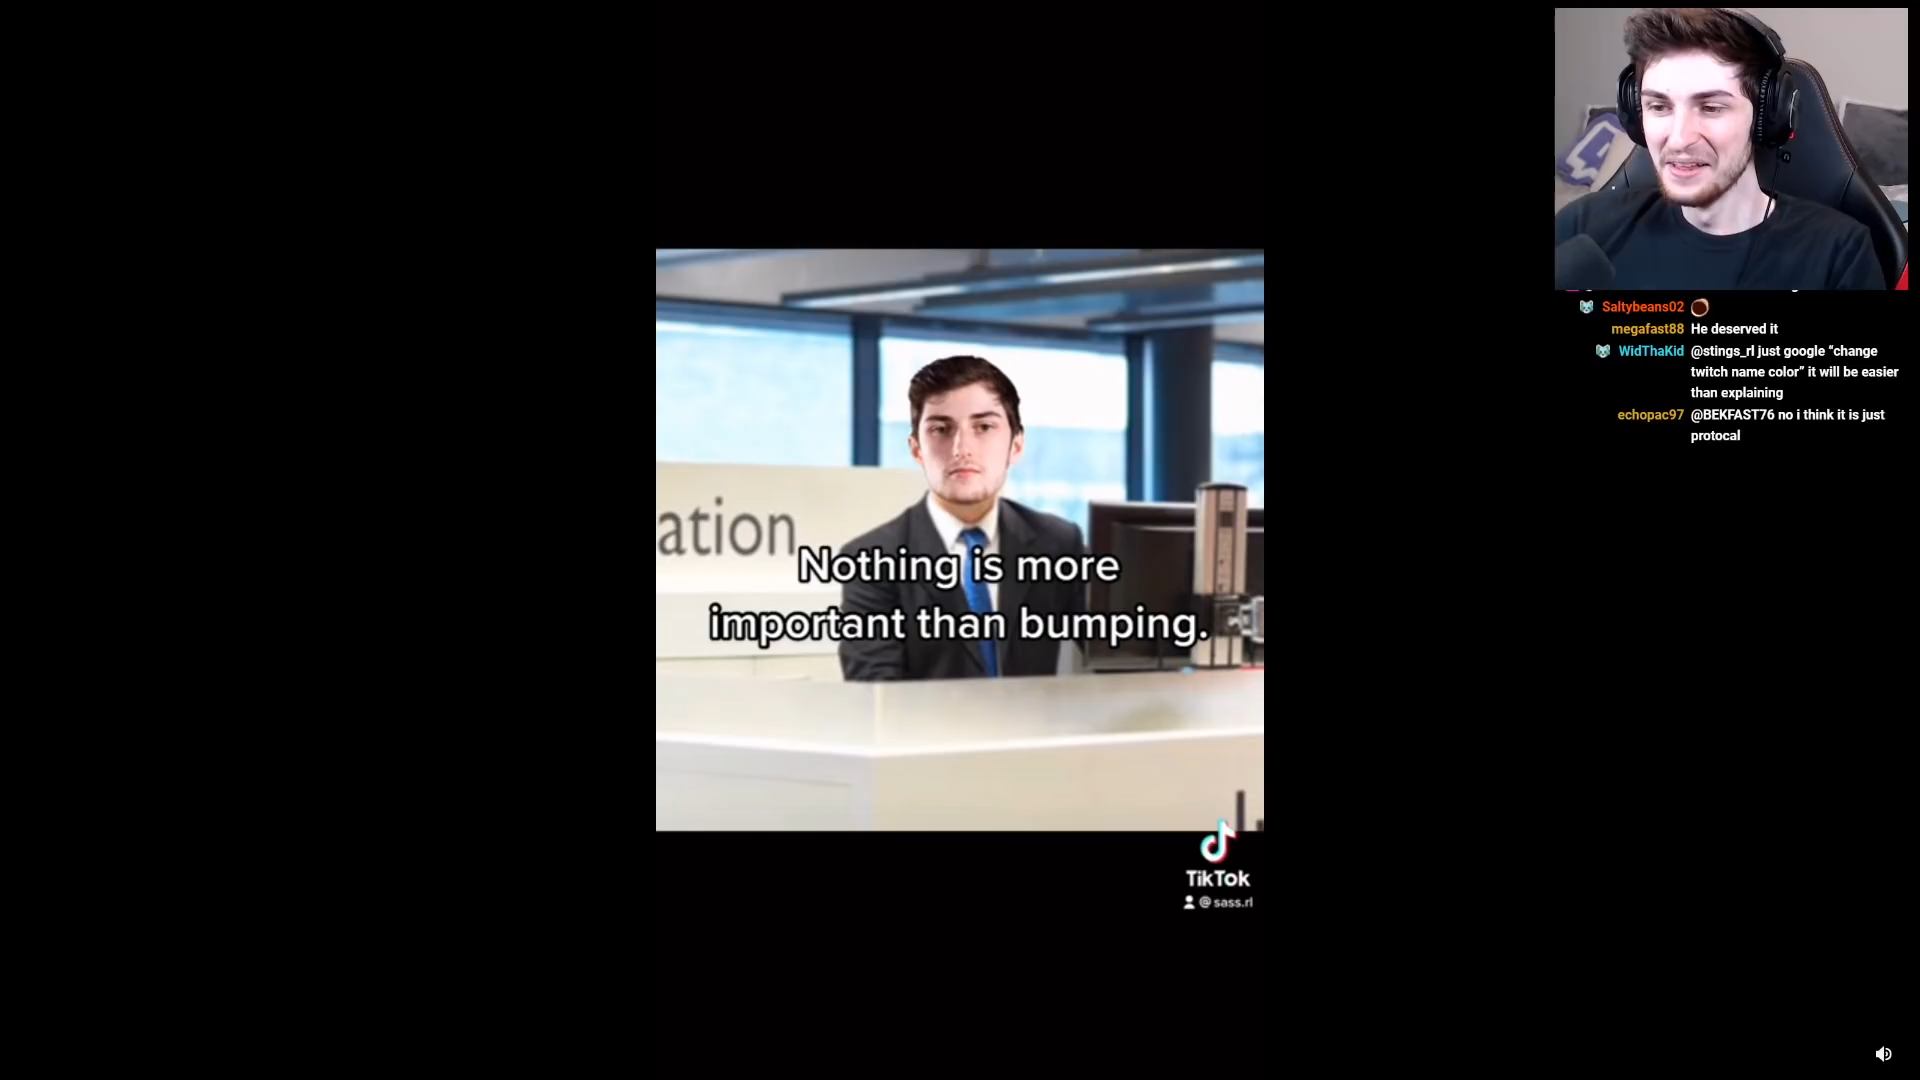 ation
Nothing is more
important than bumping.
TikTok
@ sass.rl
Saltybeans02
megafast88 He deserved it
WidThaKid @stings_rl just google “change
twitch name color” it will be easier
than explaining
echopac97 @BEKFAST76 no i think it is just
protocal